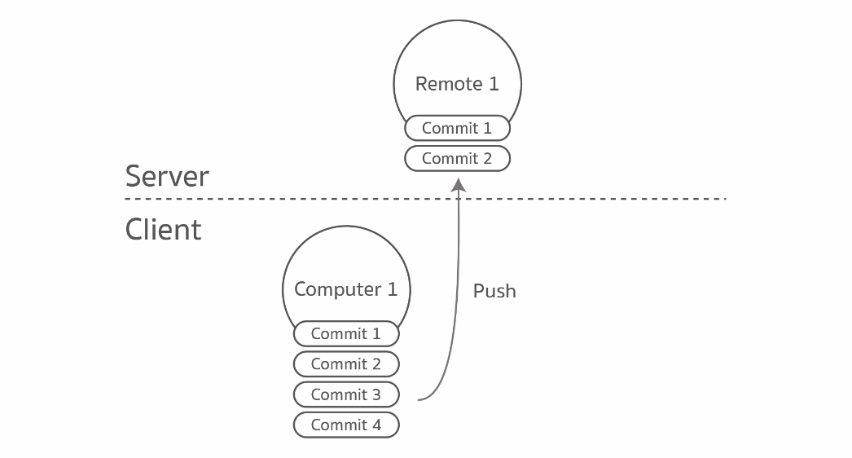 Remote 1
Commit 1
Commit 2
Server
Client
Computer 1
Push
Commit 1
Commit 2
Commit 3
Commit 4